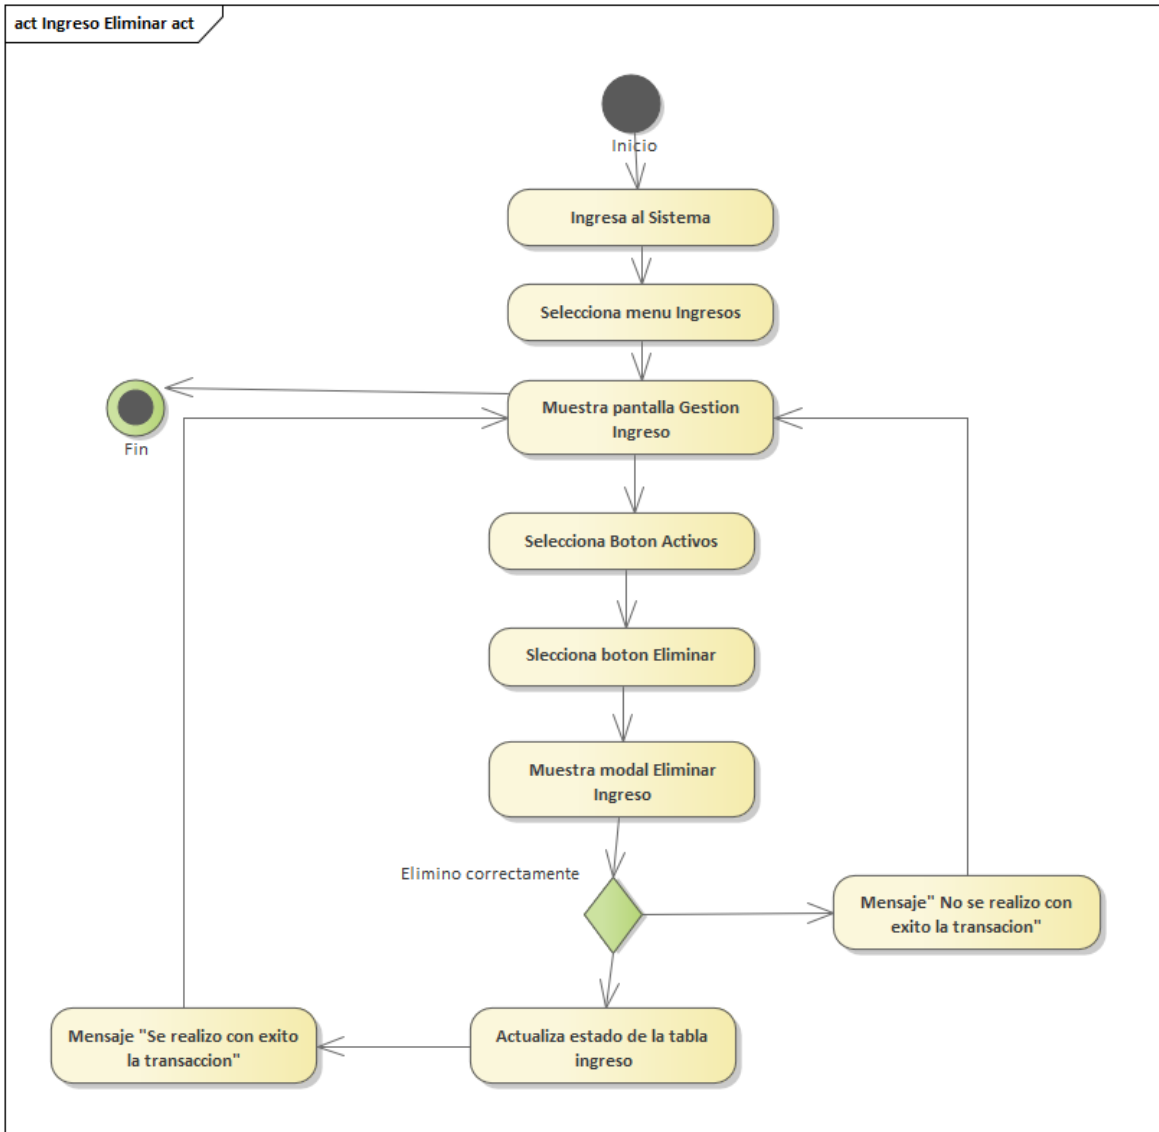 act Ingreso Eliminar act
Inicio
Ingresa al Sistema
Selecciona menu Ingresos
Muestra pantalla Gestion
Ingreso
Fin
Selecciona Boton Activos
Slecciona boton Eliminar
Muestra modal Eliminar
Ingreso
Elimino correctamente
Mensaje" No se realizo con
exito la transacion"
Actualiza estado de la tabla
ingreso
Mensaje "Se realizo con exito
la transaccion"